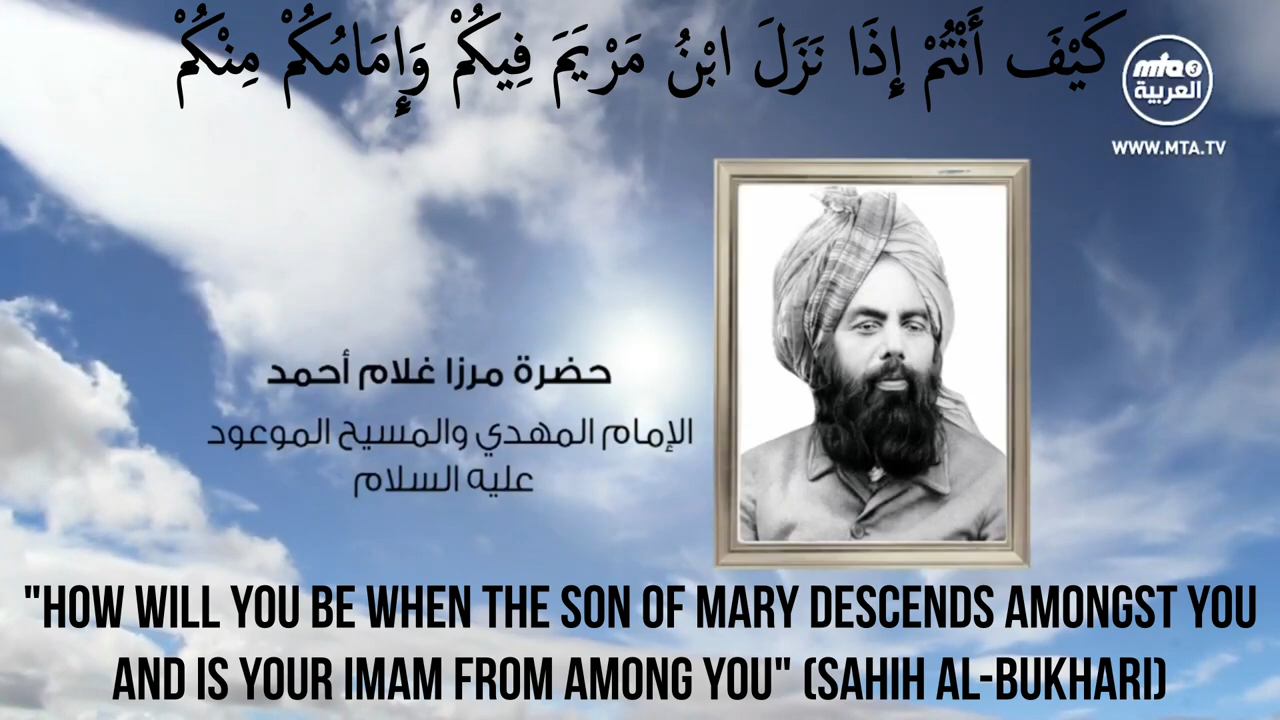 كَيْفَ أَنْتُمْ إِذَا نَزَلَ ابْنُ مَرْيَمَ فِيكُمْ وَإِمَامُكُمْ مِنْكُمْ
mta3
العربية
WWW.MTA.TV
حضرة مرزا غلام أحمد
الإمام المهدي والمسيح الموعود
عليه السلام
"HOW WILL YOU BE WHEN THE SON OF MARY DESCENDS AMONGST YOU
AND IS YOUR IMAM FROM AMONG YOU" (SAHIH AL-BUKHARI)